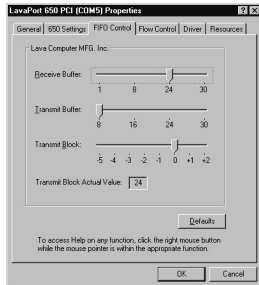 LavaPort 650 PCI (COM5) Properties
General 650 Settings FIFO Control Flow Control Driver Resources
Lava Computer MFG. Inc.
Receive Buffer:
1 8 24 30
Transmit Buffer:
8 16 24 30
Transmit Block:
-5 -4 -3 -2 -1 0 +1 +2
Transmit Block Actual Value: 24
Defaults
To access Help on any function, click the right mouse button
while the mouse pointer is within the appropriate function.
OK Cancel